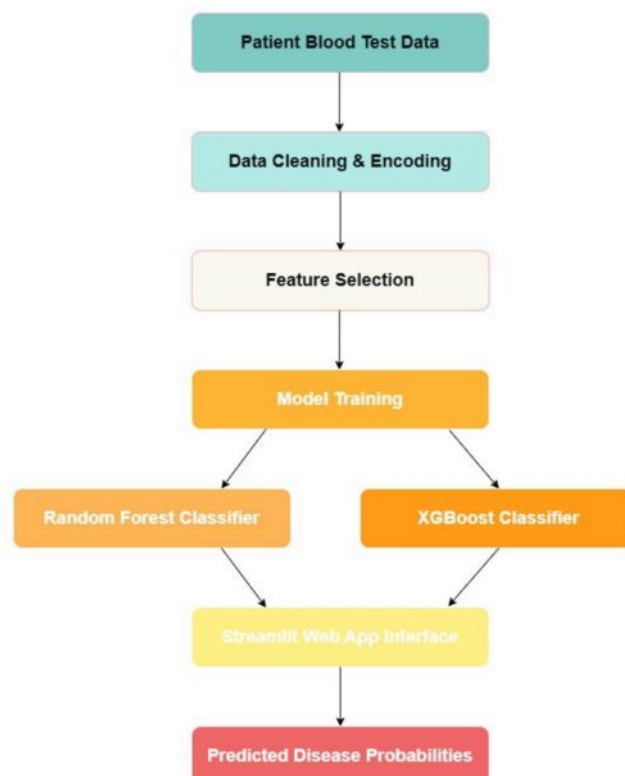 Patient Blood Test Data
Data Cleaning & Encoding
Feature Selection
Model Training
Random Forest Classifier
XGBoost Classifier
Streamlit Web App Interface
Predicted Disease Probabilities